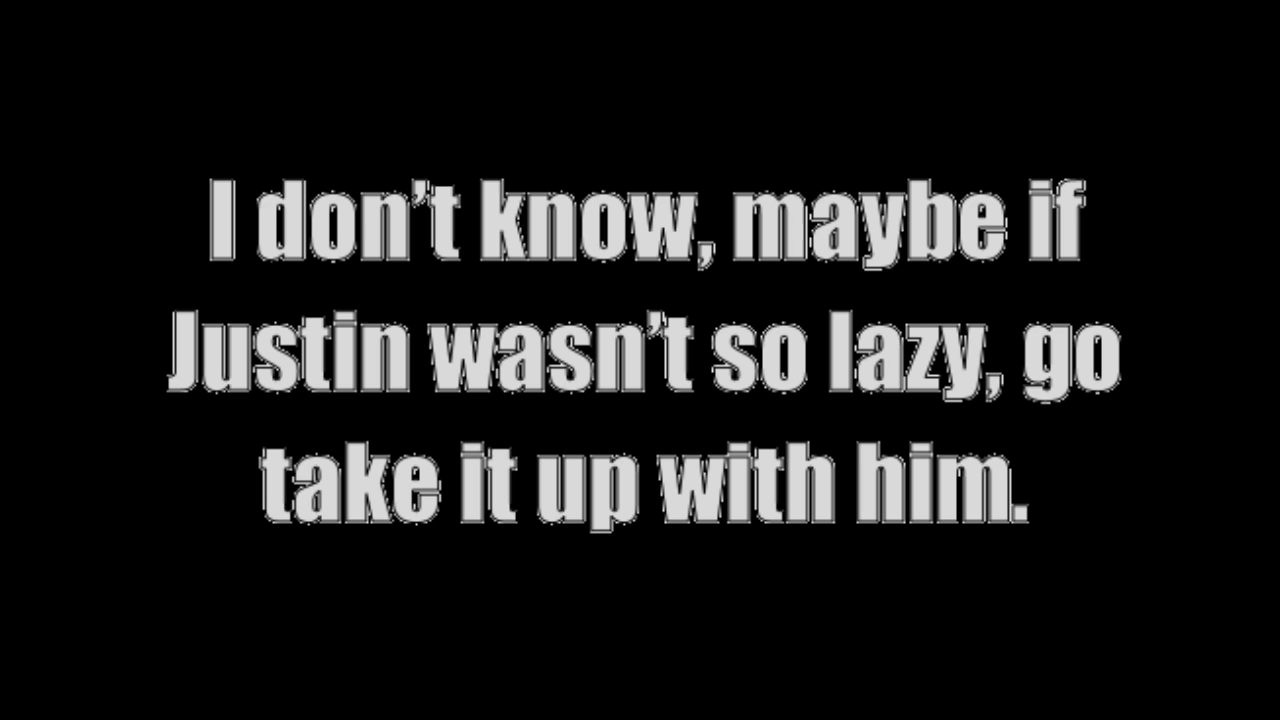 I don’t know, maybe if
Justin wasn’t so lazy, go
take it up with him.